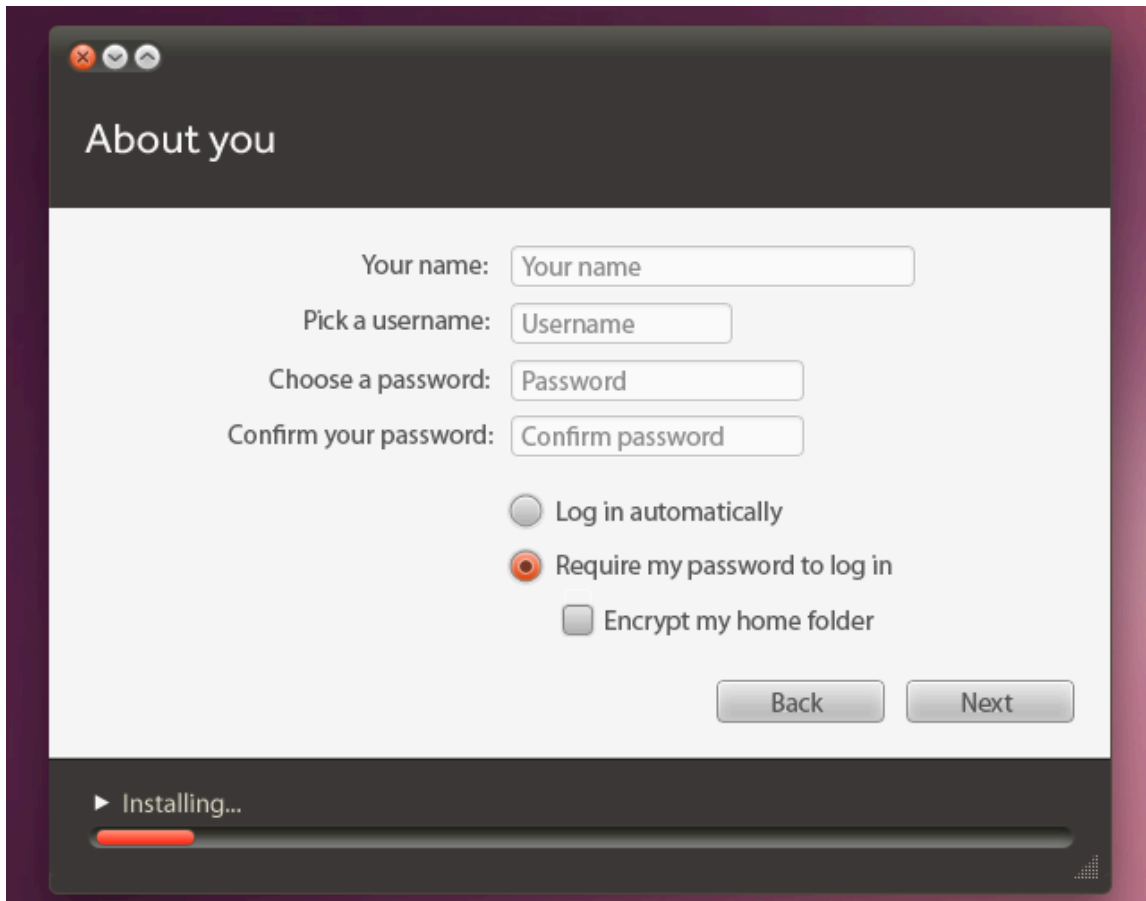 About you
Your name: Your name
Pick a username: Username
Choose a password: Password
Confirm your password: Confirm password
Log in automatically
Require my password to log in
Encrypt my home folder
Back Next
Installing...